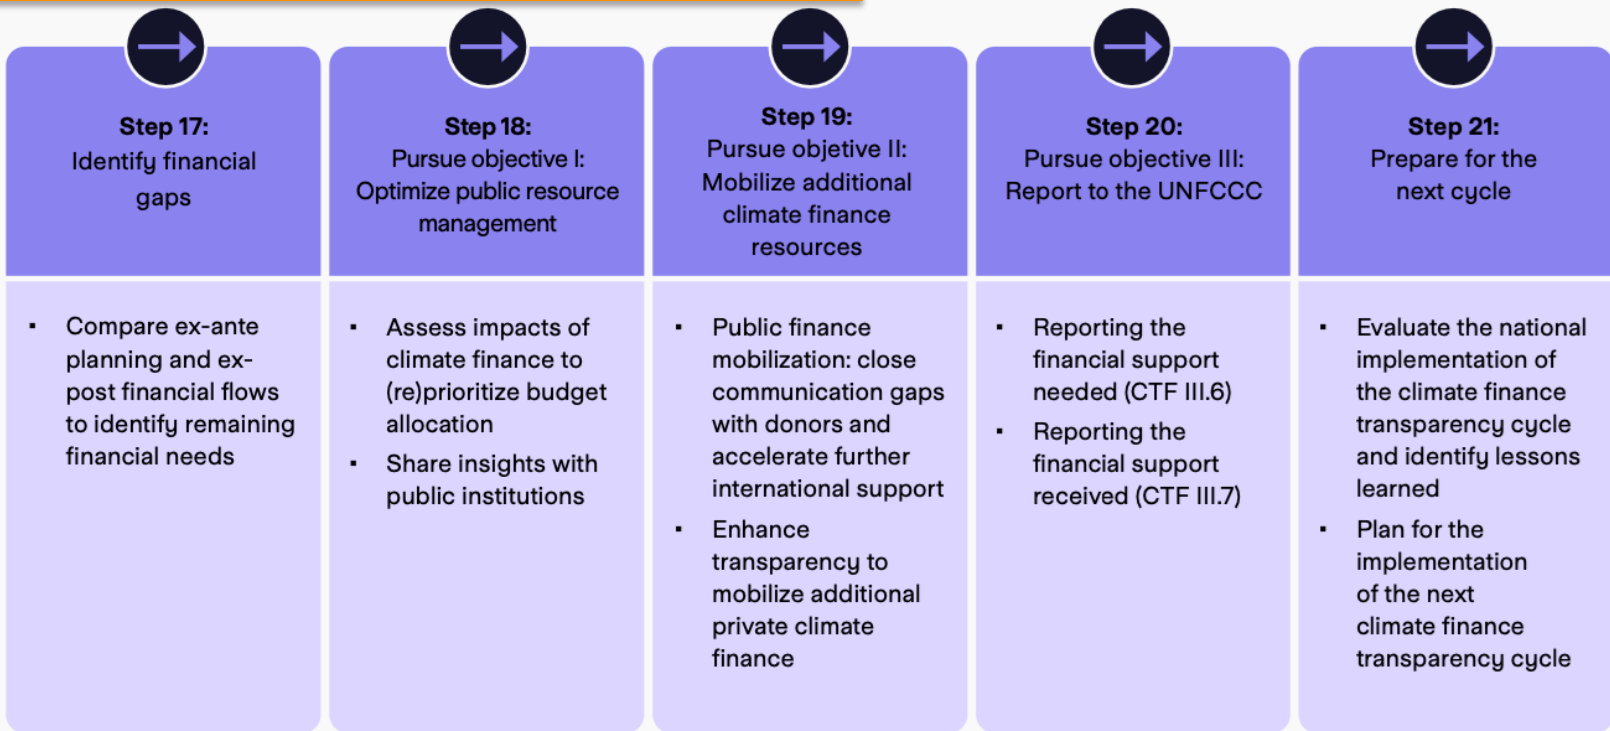 Step 17:
Identify financial
gaps
▪ Compare ex-ante
planning and ex-
post financial flows
to identify remaining
financial needs
Step 18:
Pursue objective I:
Optimize public resource
management
▪ Assess impacts of
climate finance to
(re)prioritize budget
allocation
▪ Share insights with
public institutions
Step 19:
Pursue objetive II:
Mobilize additional
climate finance
resources
▪ Public finance
mobilization: close
communication gaps
with donors and
accelerate further
international support
▪ Enhance
transparency to
mobilize additional
private climate
finance
Step 20:
Pursue objective III:
Report to the UNFCCC
▪ Reporting the
financial support
needed (CTF III.6)
▪ Reporting the
financial support
received (CTF III.7)
Step 21:
Prepare for the
next cycle
▪ Evaluate the national
implementation of
the climate finance
transparency cycle
and identify lessons
learned
▪ Plan for the
implementation
of the next
climate finance
transparency cycle